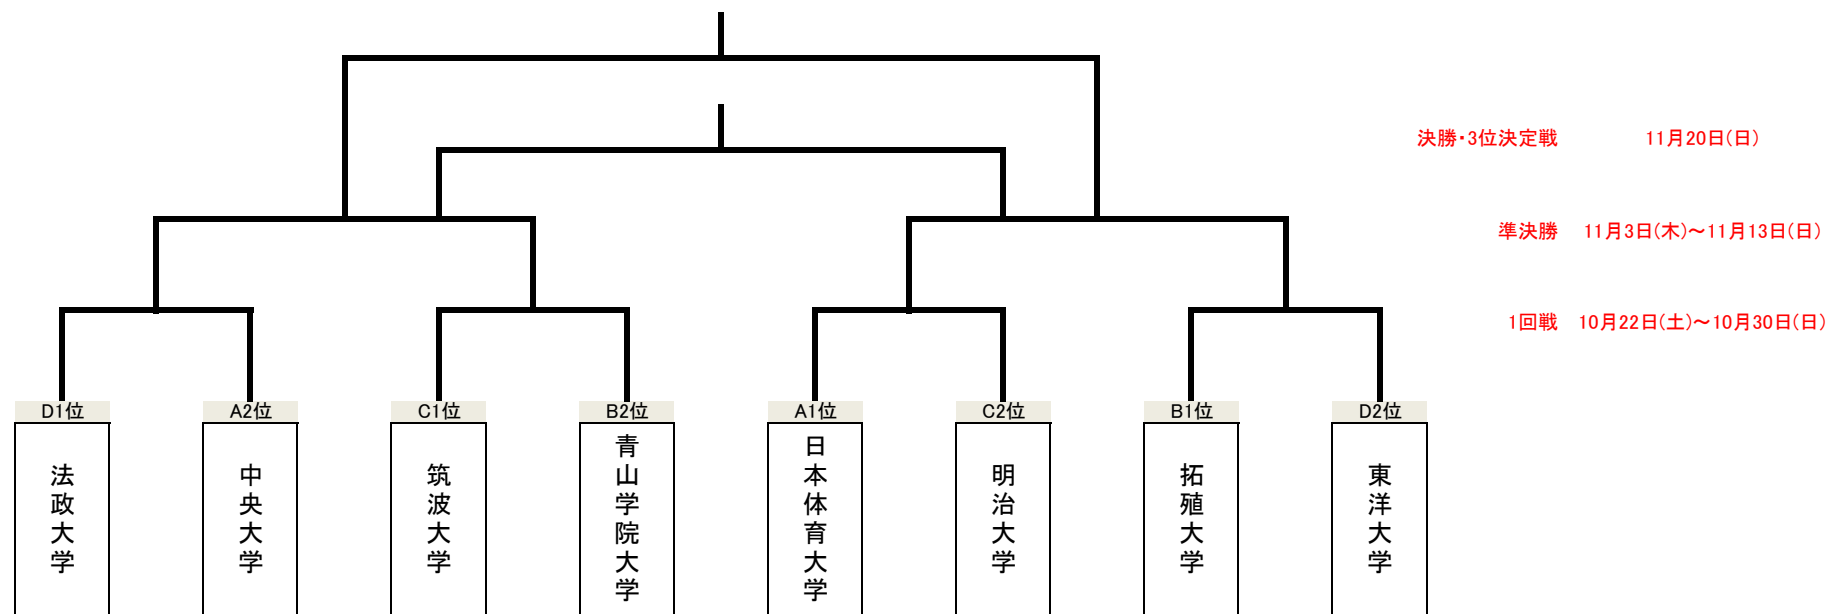 決勝・3位決定戦 11月20日(日)
準決勝 11月3日(木)～11月13日(日)
1回戦 10月22日(土)～10月30日(日)
D1位 A2位 C1位 B2位 A1位 C2位 B1位 D2位
法政大学
中央大学
筑波大学
青山学院大学
日本体育大学
明治大学
拓殖大学
東洋大学